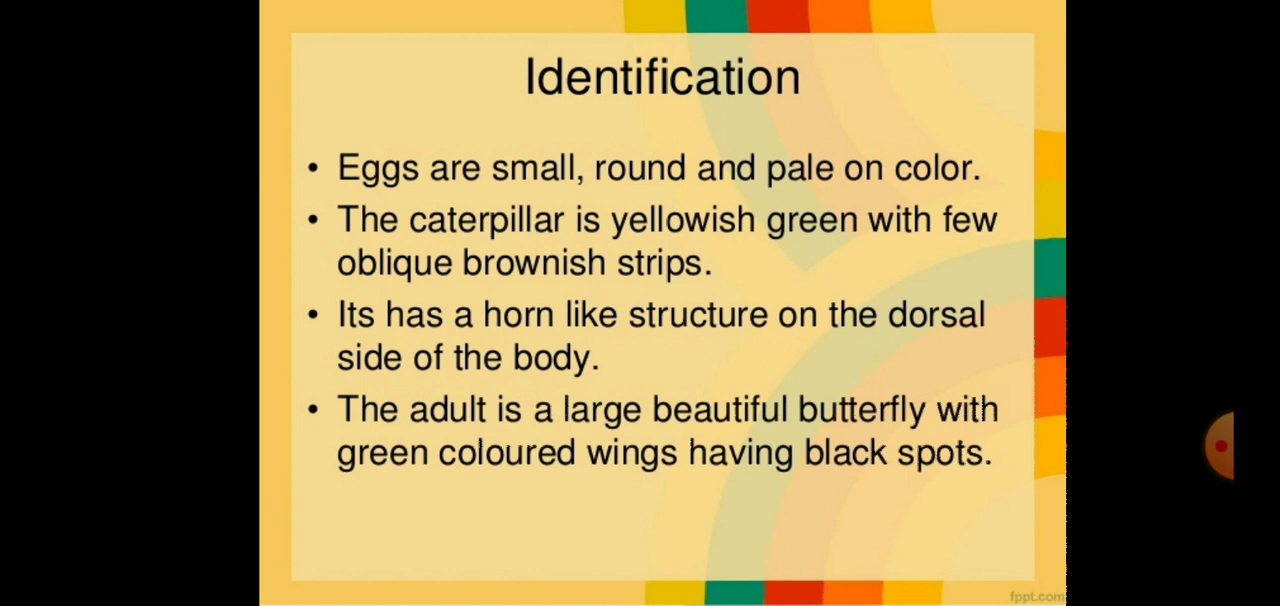 Identification
• Eggs are small, round and pale on color.
• The caterpillar is yellowish green with few
oblique brownish strips.
• Its has a horn like structure on the dorsal
side of the body.
• The adult is a large beautiful butterfly with
green coloured wings having black spots.
fppt.com